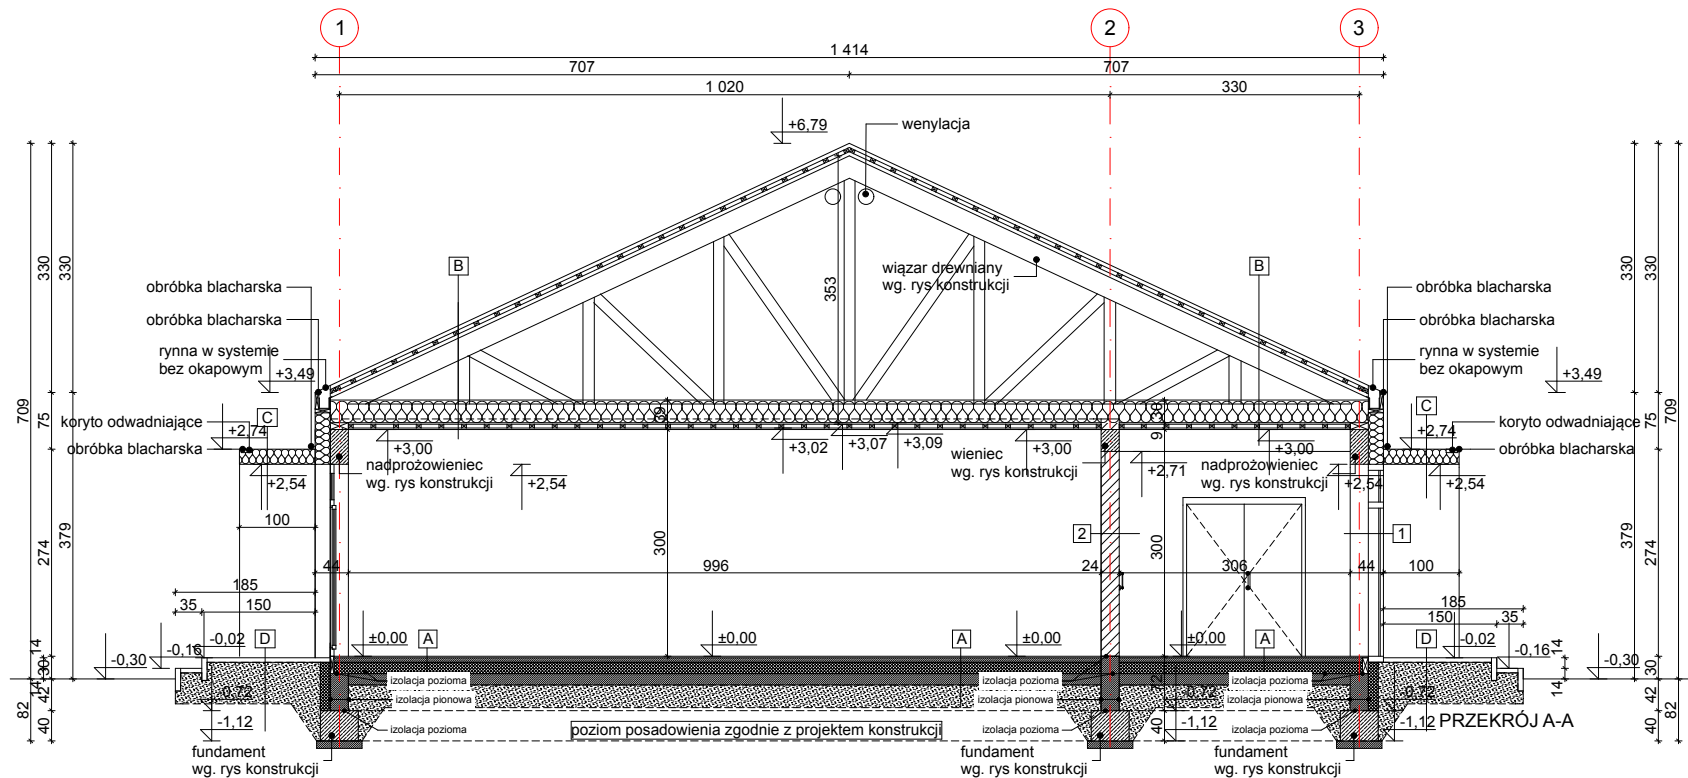 1
2
3
1 414
707
707
1 020
330
+6,79
wenylacja
B
B
wiązar drewniany
wg. rys konstrukcji
353
330
330
330
330
obróbka blacharska
obróbka blacharska
rynna w systemie
bez okapowym
+3,49
obróbka blacharska
obróbka blacharska
rynna w systemie
bez okapowym
+3,49
709
75
709
75
koryto odwadniające
C
+2,74
obróbka blacharska
C
+2,74
koryto odwadniające
obróbka blacharska
39
30
9
+3,00
+3,02
+3,07
+3,09
+3,00
+3,00
nadprożowieniec
wg. rys konstrukcji
wieniec
wg. rys konstrukcji
+2,71
nadprożowieniec
wg. rys konstrukcji
+2,54
+2,54
+2,54
+2,54
100
2
1
379
274
300
300
379
274
44
996
24
306
44
100
185
35
150
185
150
35
-0,02
D
±0,00
A
±0,00
A
±0,00
±0,00
A
D
-0,02
-0,30
-0,16
14
30
-0,16
14
-0,30
30
izolacja pozioma
izolacja pozioma
izolacja pozioma
14
42
-0,72
izolacja pionowa
izolacja pionowa
72
-0,72
izolacja pionowa
-0,72
14
42
82
40
-1,12
izolacja pozioma
poziom posadowienia zgodnie z projektem konstrukcji
izolacja pozioma
40
-1,12
izolacja pozioma
-1,12
PRZEKRÓJ A-A
40
82
fundament
wg. rys konstrukcji
fundament
wg. rys konstrukcji
fundament
wg. rys konstrukcji